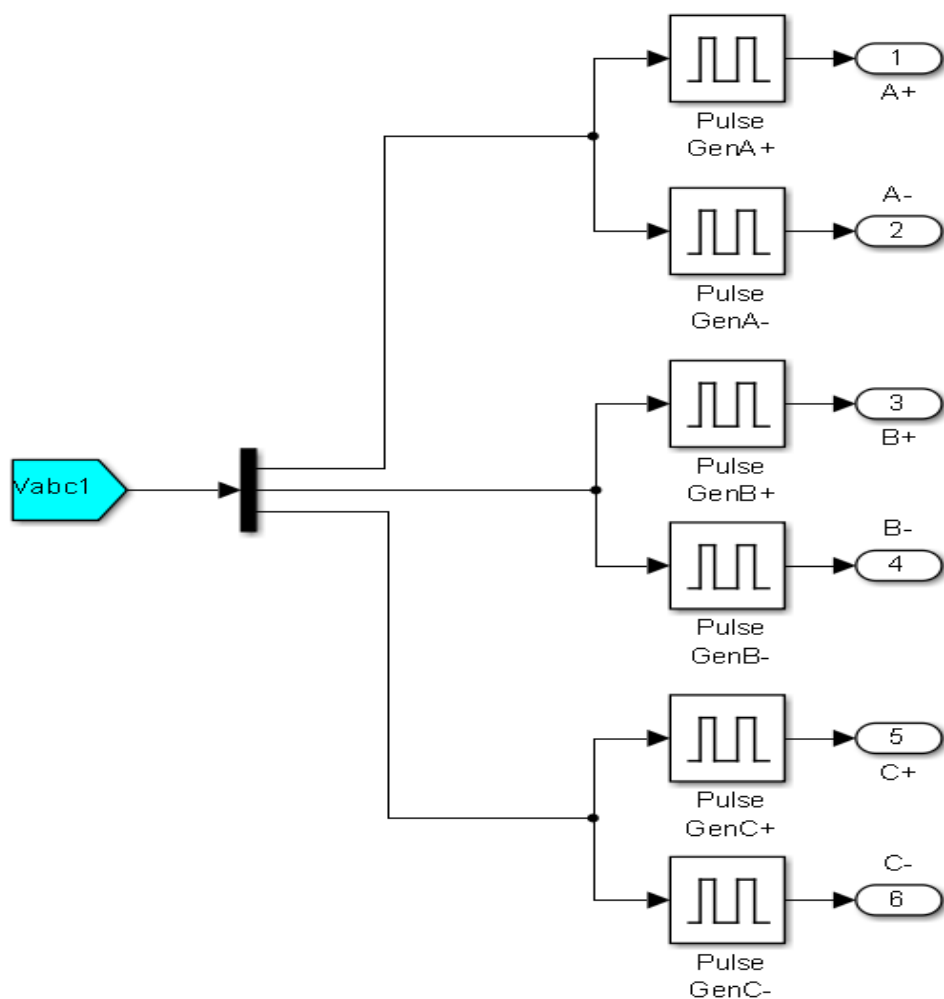 1
A+
Pulse
GenA+
A-
2
Pulse
GenA-
3
B+
Pulse
GenB+
Vabc1
B-
4
Pulse
GenB-
5
C+
Pulse
GenC+
C-
6
Pulse
GenC-